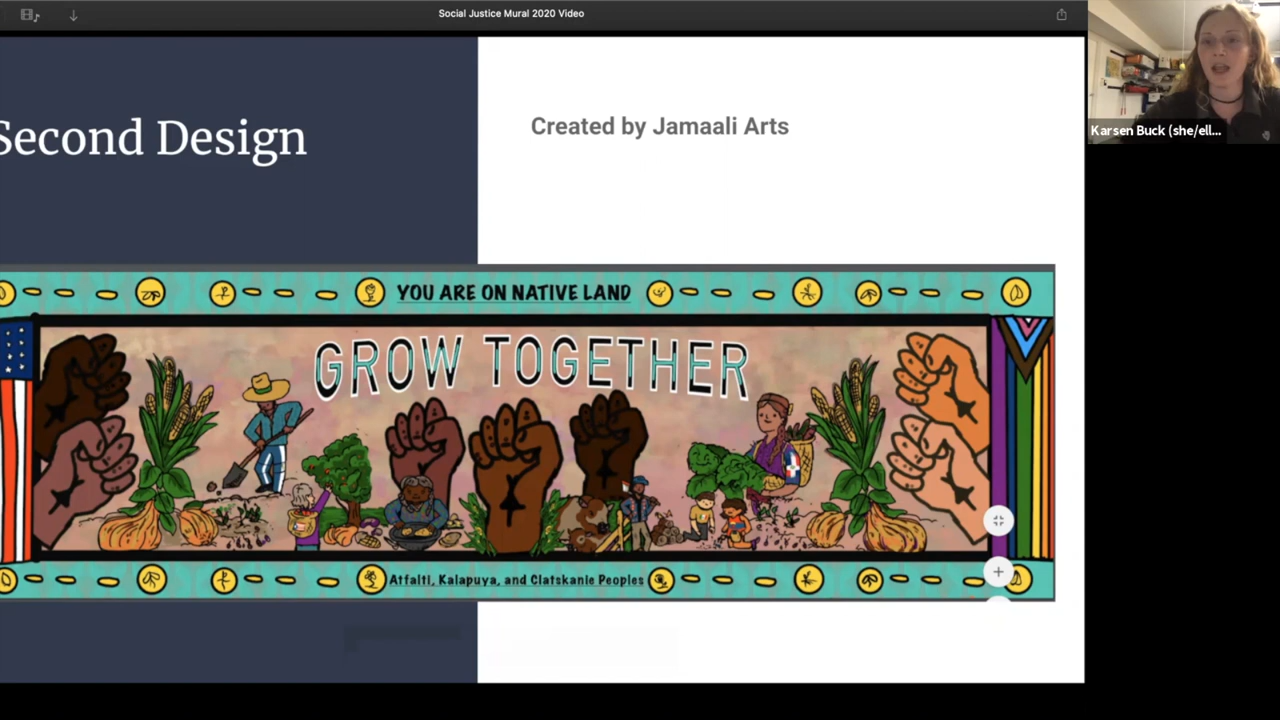 Social Justice Mural 2020 Video
Second Design
Created by Jamaali Arts
YOU ARE ON NATIVE LAND
GROW TOGETHER
Atfalti, Kalapuya, and Clatskanie Peoples
Karsen Buck (she/ell...